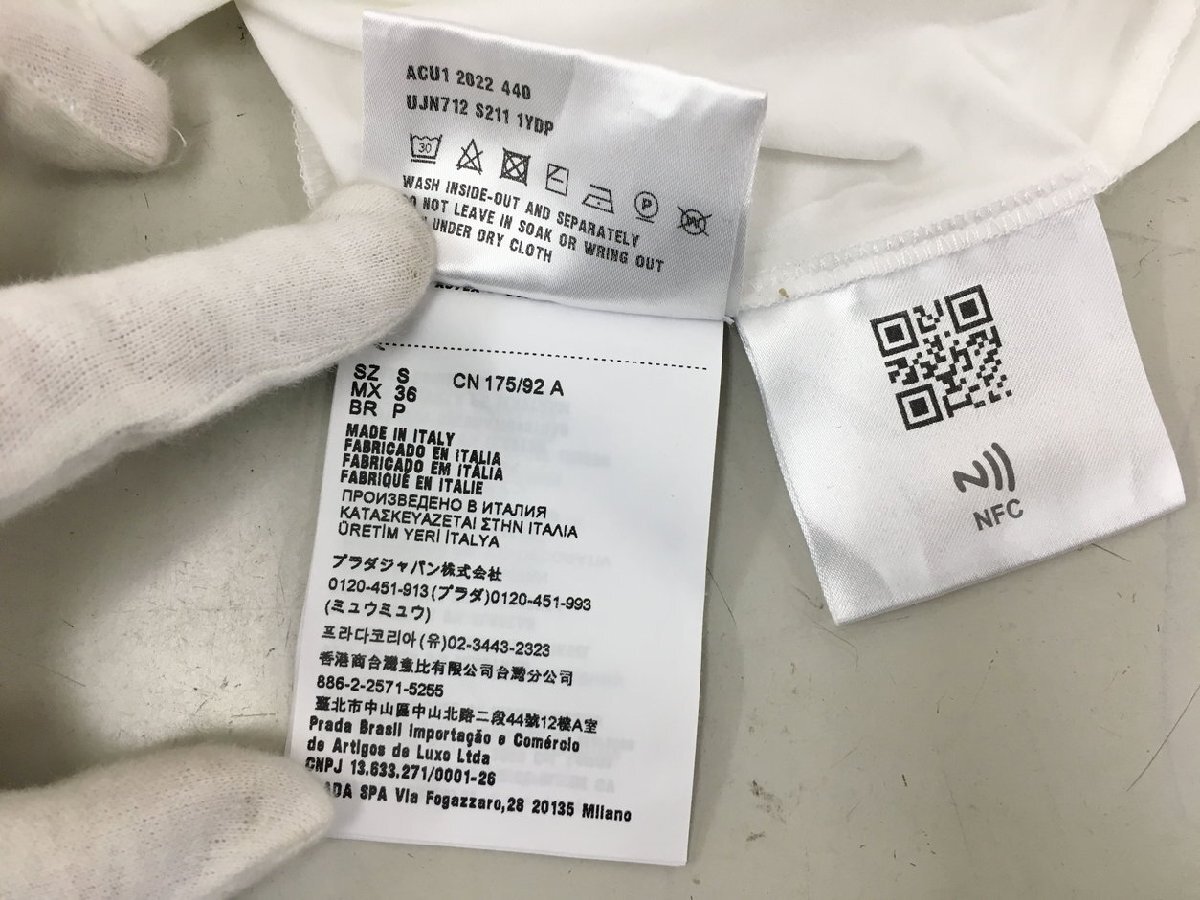 ACU1 2022 440
UJN712 S211 1YDP
30
P
W
WASH INSIDE-OUT AND SEPARATELY
DO NOT LEAVE IN SOAK OR WRING OUT
UNDER DRY CLOTH
SZ S CN 175/92 A
MX 36
BR P
MADE IN ITALY
FABRICADO EN ITALIA
FABRICADO EM ITÁLIA
FABRIQUÉ EN ITALIE
ПРОИЗВЕДЕНО В ИТАЛИЯ
ΚΑΤΑΣΚΕΥΑΖΕΤΑΙ ΣΤΗΝ ΙΤΑΛΙΑ
ÜRETİM YERİ İTALYA
プラダジャパン株式会社
0120-451-913(プラダ)0120-451-993
(ミュウミュウ)
프라다코리아(유)02-3443-2323
香港商台灣童比有限公司台灣分公司
886-2-2571-5255
臺北市中山區中山北路二段44號12樓A室
Prada Brasil Importação e Comércio
de Artigos de Luxo Ltda
CNPJ 13.633.271/0001-26
PRADA SPA Via Fogazzaro,28 20135 Milano
NFC